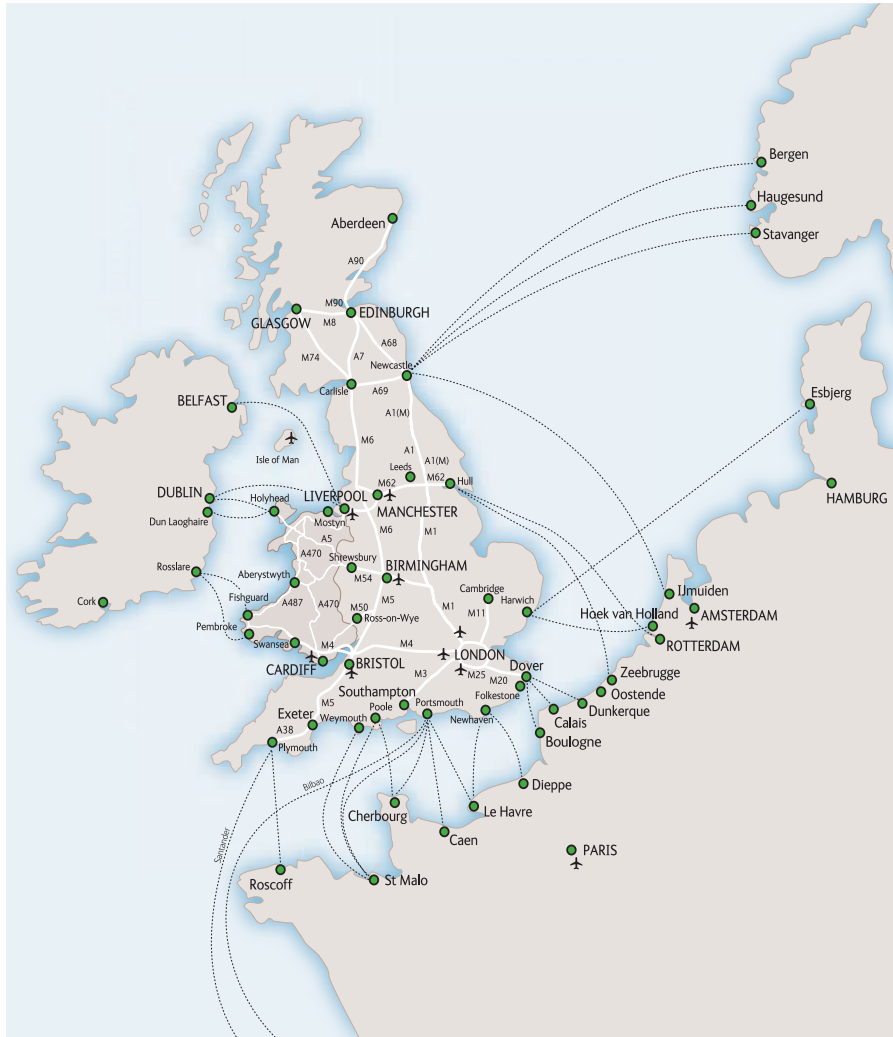 Bergen
Haugesund
Stavanger
Aberdeen
A90
M90
EDINBURGH
GLASGOW
M8
A68
M74
A7
Newcastle
Carlisle
A69
Esbjerg
BELFAST
A1(M)
Isle of Man
M6
A1
A1(M)
Leeds
M62
M62
Hull
HAMBURG
DUBLIN
Holyhead
LIVERPOOL
MANCHESTER
Dun Laoghaire
Mostyn
A5
M6
M1
A470
Rosslare
Shrewsbury
BIRMINGHAM
M54
Aberystwyth
Cambridge
Harwich
IJmuiden
Cork
Fishguard
A487
A470
M50
M5
Ross-on-Wye
M1
M11
AMSTERDAM
Hoek van Holland
ROTTERDAM
Pembroke
Swansea
M4
M4
LONDON
CARDIFF
BRISTOL
M3
M25
M20
Dover
Zeebrugge
Folkestone
Oostende
Southampton
Portsmouth
Dunkerque
M5
Poole
Exeter
Weymouth
Newhaven
Calais
A38
Boulogne
Plymouth
Bilbao
Dieppe
Cherbourg
Le Havre
Caen
Santander
PARIS
Roscoff
St Malo